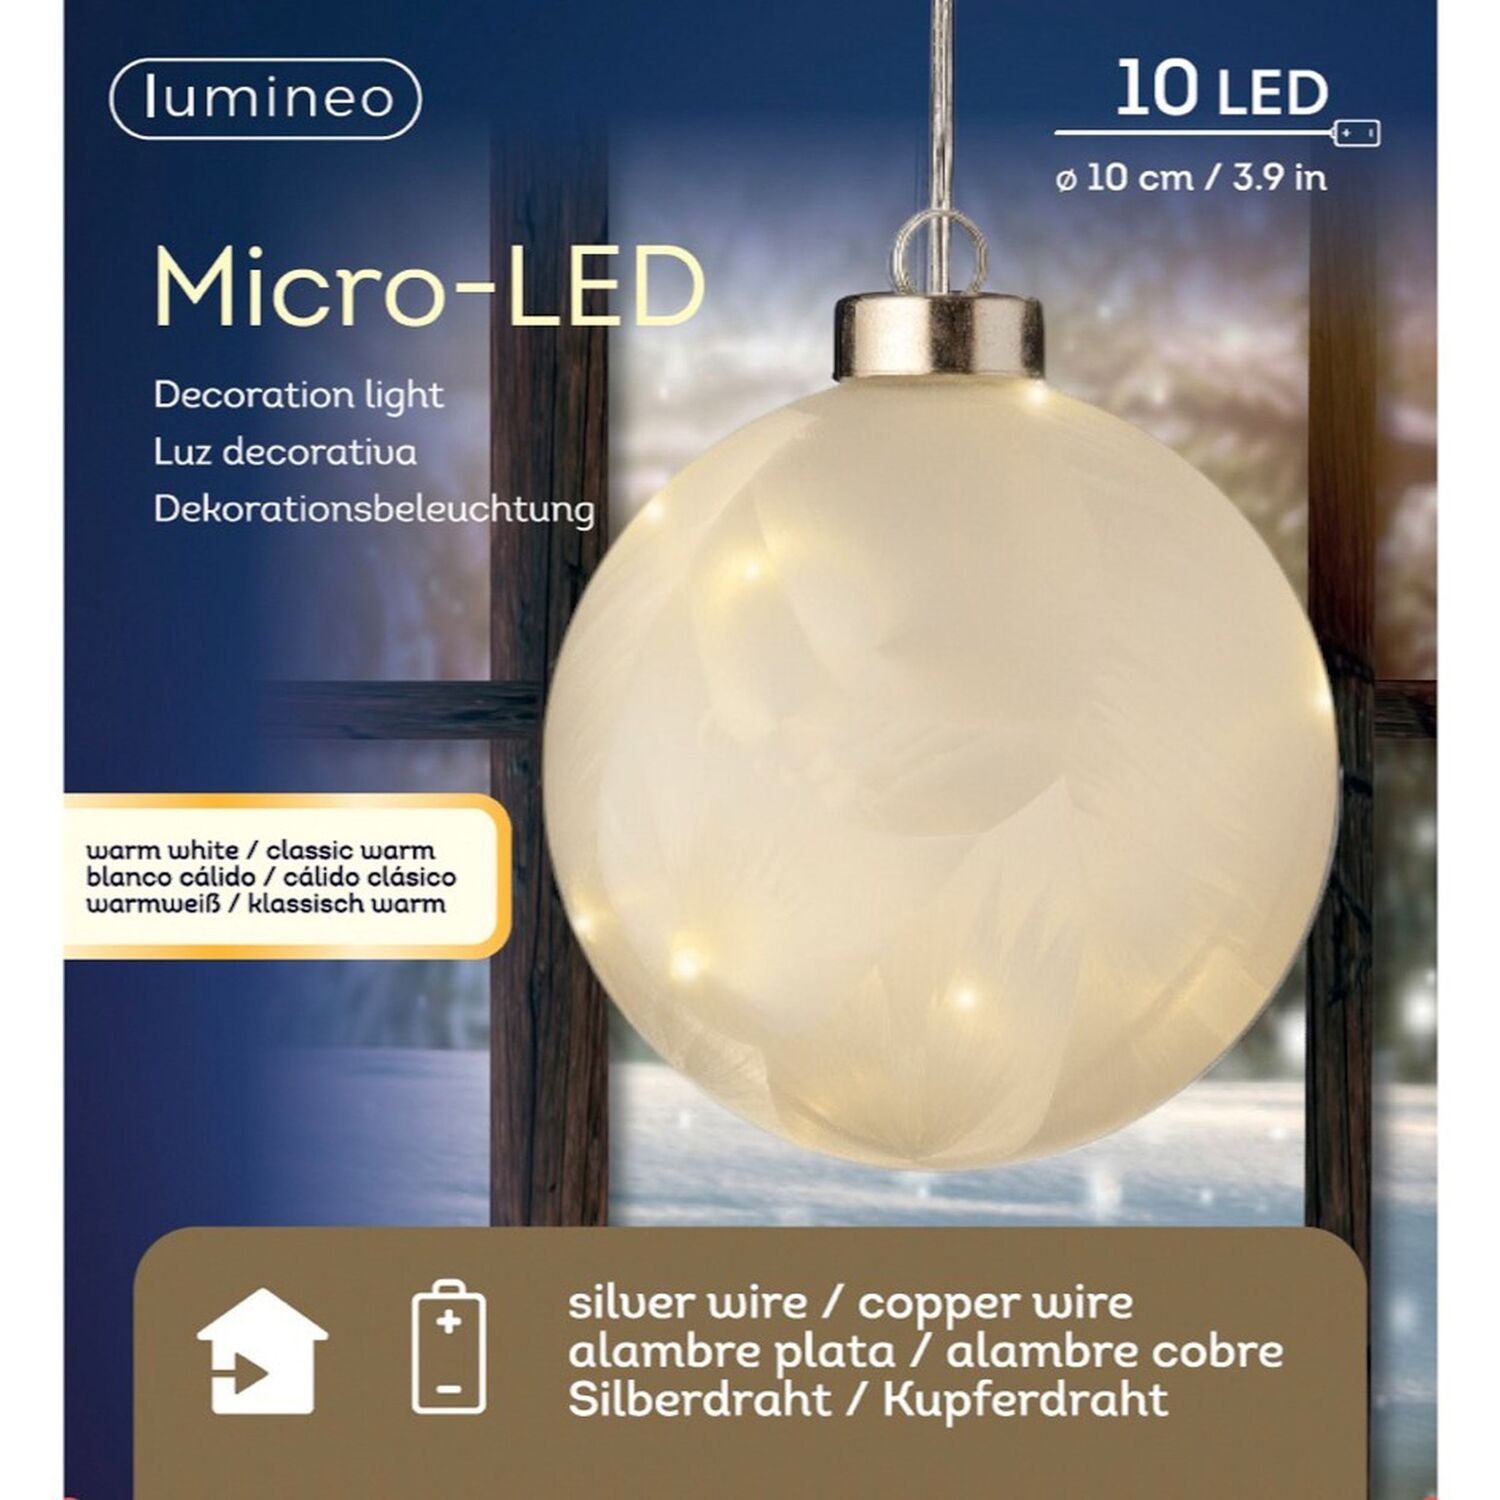 lumineo
10 LED
+ -
ø 10 cm / 3.9 in
Micro-LED
Decoration light
Luz decorativa
Dekorationsbeleuchtung
warm white / classic warm
blanco cálido / cálido clásico
warmweiß / klassisch warm
+
-
silver wire / copper wire
alambre plata / alambre cobre
Silberdraht / Kupferdraht